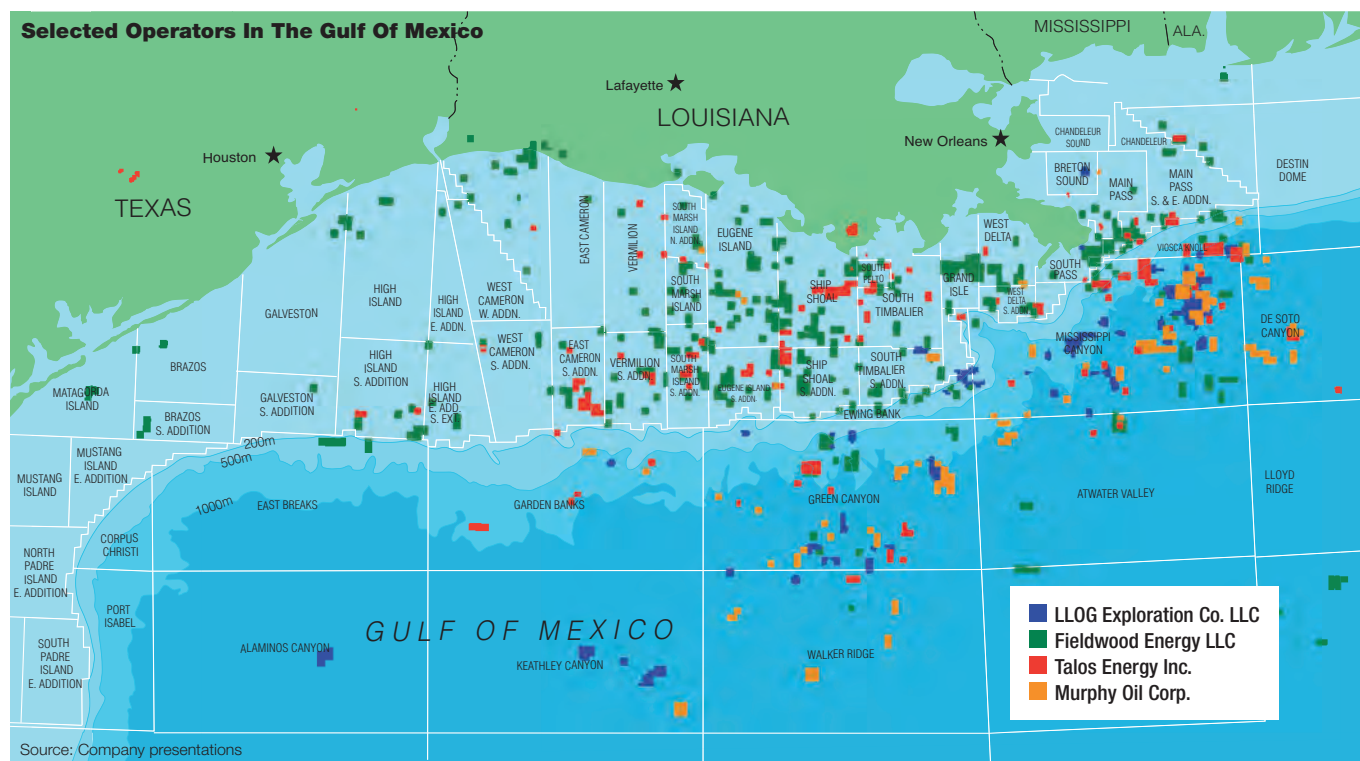 Selected Operators In The Gulf Of Mexico
MISSISSIPPI
ALA.
Lafayette
LOUISIANA
New Orleans
Houston
TEXAS
CHANDELEUR
SOUND
CHANDELEUR
BRETON
SOUND
MAIN
PASS
MAIN
PASS
S. & E. ADDN.
DESTIN
DOME
EAST CAMERON
VERMILION
SOUTH
MARSH
ISLAND
N. ADDN.
EUGENE
ISLAND
WEST
DELTA
VIOSCA KNOLL
SOUTH
PASS
GRAND
ISLE
WEST
DELTA
S. ADDN.
SOUTH
PELTO
SHIP
SHOAL
SOUTH
TIMBALIER
SOUTH
MARSH
ISLAND
HIGH
ISLAND
WEST
CAMERON
W. ADDN.
HIGH
ISLAND
E. ADDN.
GALVESTON
DE SOTO
CANYON
MISSISSIPPI
CANYON
WEST
CAMERON
S. ADDN.
EAST
CAMERON
S. ADDN.
VERMILION
S. ADDN.
SOUTH
MARSH
ISLAND
S. ADDN.
EUGENE ISLAND
S. ADDN.
SHIP
SHOAL
S. ADDN.
SOUTH
TIMBALIER
S. ADDN.
BRAZOS
HIGH
ISLAND
S. ADDITION
HIGH
ISLAND
E. ADD.
S. EXT.
MATAGORDA
ISLAND
GALVESTON
S. ADDITION
BRAZOS
S. ADDITION
EWING BANK
200m
500m
1000m
MUSTANG
ISLAND
E. ADDITION
MUSTANG
ISLAND
EAST BREAKS
GARDEN BANKS
GREEN CANYON
ATWATER VALLEY
LLOYD
RIDGE
CORPUS
CHRISTI
NORTH
PADRE
ISLAND
E. ADDITION
PORT
ISABEL
SOUTH
PADRE
ISLAND
E. ADDITION
GULF OF MEXICO
ALAMINOS CANYON
KEATHLEY CANYON
WALKER RIDGE
LLOG Exploration Co. LLC
Fieldwood Energy LLC
Talos Energy Inc.
Murphy Oil Corp.
Source: Company presentations